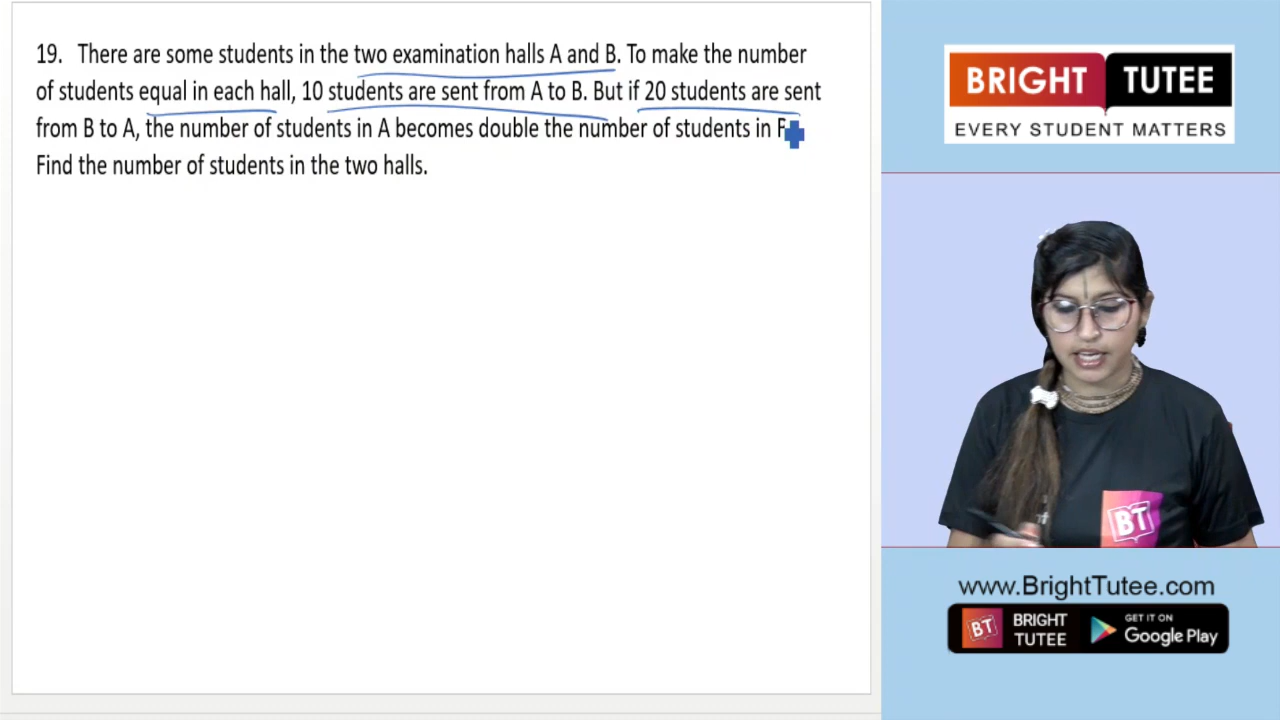 19. There are some students in the two examination halls A and B. To make the number
of students equal in each hall, 10 students are sent from A to B. But if 20 students are sent
from B to A, the number of students in A becomes double the number of students in
Find the number of students in the two halls.
BRIGHT TUTEE
EVERY STUDENT MATTERS
BT
www.BrightTutee.com
BT BRIGHT TUTEE
GET IT ON
Google Play